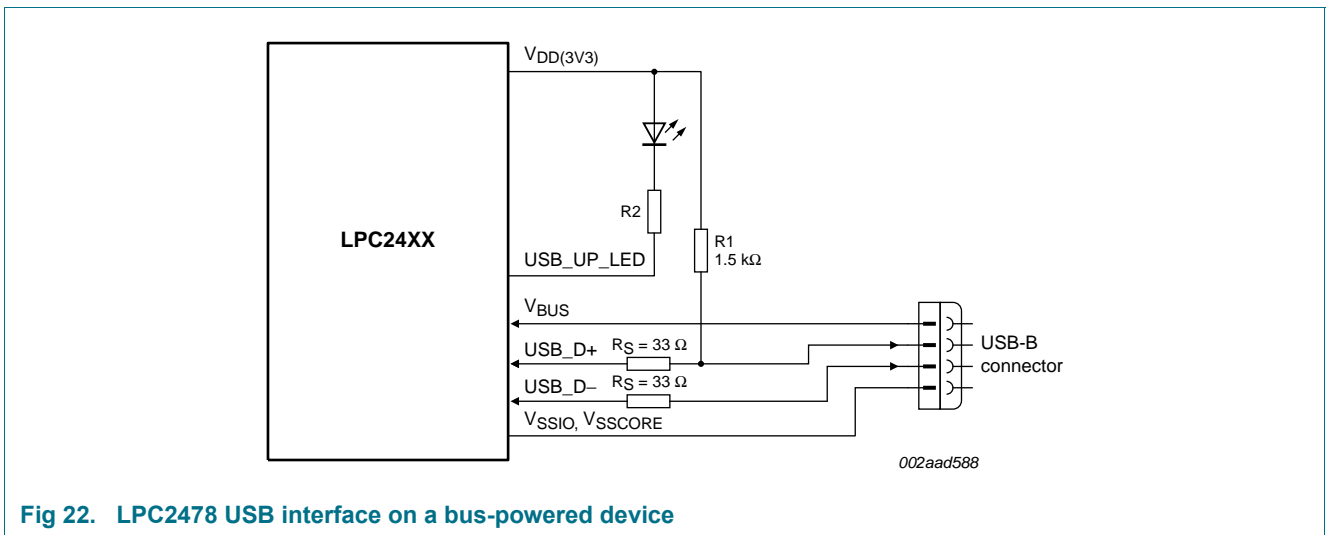 VDD(3V3)
R2
LPC24XX
R1
1.5 kΩ
USB_UP_LED
VBUS
USB_D+ RS = 33 Ω
USB-B
connector
USB_D− RS = 33 Ω
VSSIO, VSSCORE
002aad588
Fig 22. LPC2478 USB interface on a bus-powered device